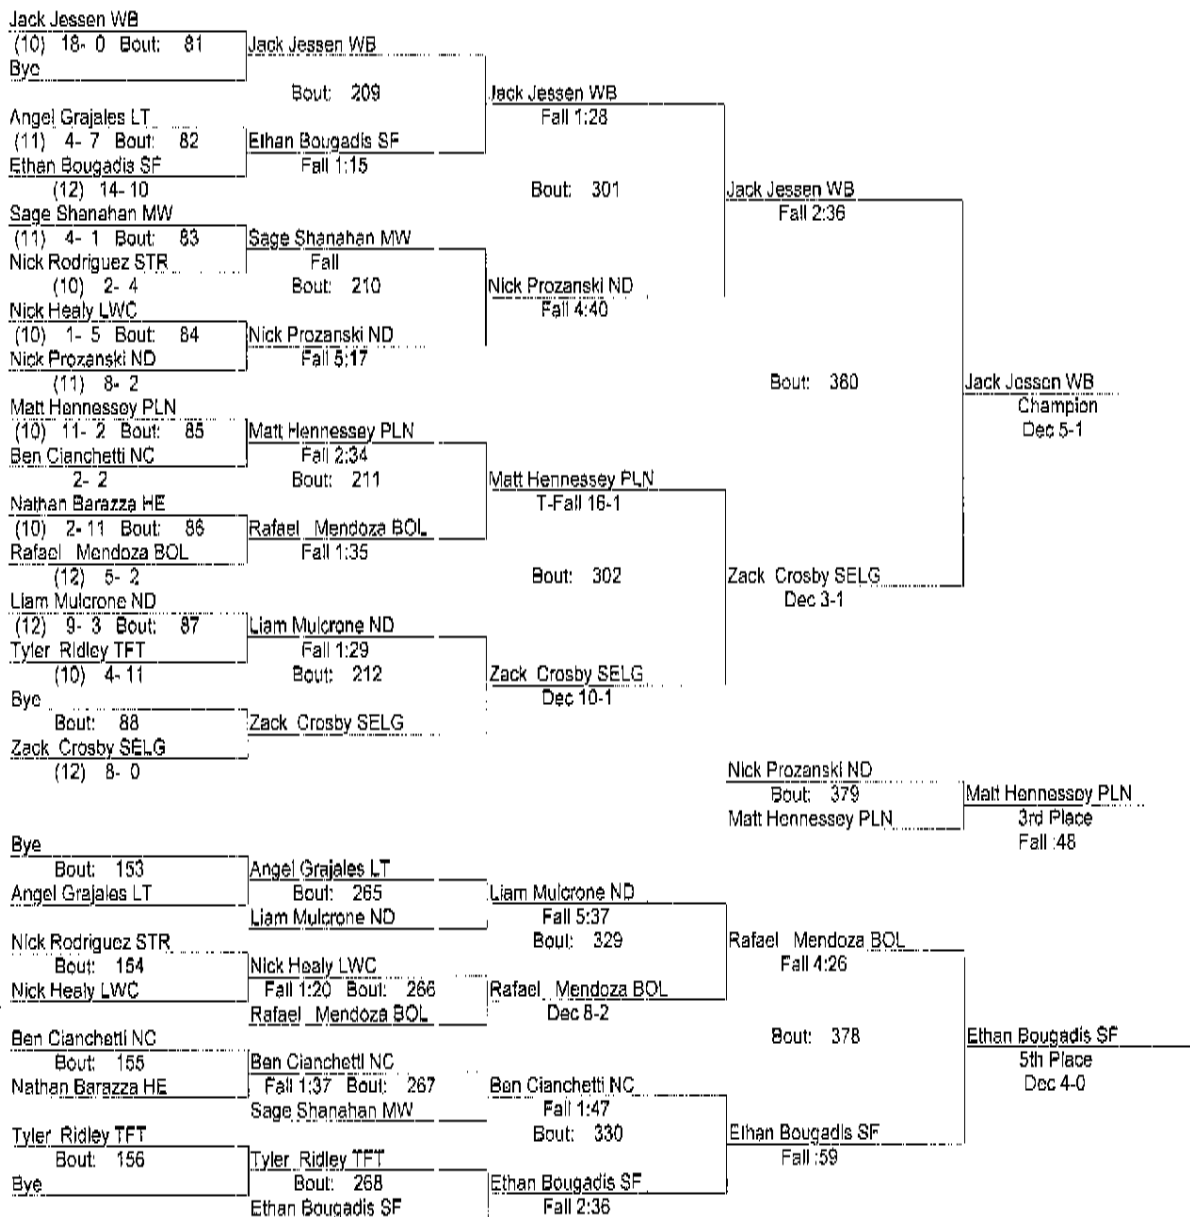 Jack Jessen WB
(10) 18- 0 Bout: 81 Jack Jessen WB
Bye
Bout: 209 Jack Jessen WB
Angel Grajales LT Fall 1:28
(11) 4- 7 Bout: 82 Ethan Bougadis SF
Ethan Bougadis SF Fall 1:15
(12) 14- 10 Bout: 301 Jack Jessen WB
Sage Shanahan MW Fall 2:36
(11) 4- 1 Bout: 83 Sage Shanahan MW
Nick Rodriguez STR Fall
(10) 2- 4 Bout: 210 Nick Prozanski ND
Nick Healy LWC Fall 4:40
(10) 1- 5 Bout: 84 Nick Prozanski ND
Nick Prozanski ND Fall 5:17
(11) 8- 2 Bout: 380 Jack Jessen WB
Matt Hennessey PLN Champion
(10) 11- 2 Bout: 85 Matt Hennessey PLN Dec 5-1
Ben Cianchetti NC Fall 2:34
2- 2 Bout: 211 Matt Hennessey PLN
Nathan Barazza HE T-Fall 16-1
(10) 2- 11 Bout: 86 Rafael Mendoza BOL
Rafael Mendoza BOL Fall 1:35
(12) 5- 2 Bout: 302 Zack Crosby SELG
Liam Mulcrone ND Dec 3-1
(12) 9- 3 Bout: 87 Liam Mulcrone ND
Tyler Ridley TFT Fall 1:29
(10) 4- 11 Bout: 212 Zack Crosby SELG
Bye Dec 10-1
Bout: 88 Zack Crosby SELG
Zack Crosby SELG
(12) 8- 0
Nick Prozanski ND
Bout: 379 Matt Hennessey PLN
Matt Hennessey PLN 3rd Place
Fall :48
Bye
Bout: 153 Angel Grajales LT
Angel Grajales LT Bout: 265 Liam Mulcrone ND
Liam Mulcrone ND Fall 5:37
Nick Rodriguez STR Bout: 329 Rafael Mendoza BOL
Bout: 154 Nick Healy LWC Fall 4:26
Nick Healy LWC Fall 1:20 Bout: 266 Rafael Mendoza BOL
Rafael Mendoza BOL Dec 8-2
Ben Cianchetti NC Bout: 378 Ethan Bougadis SF
Bout: 155 Ben Cianchetti NC 5th Place
Nathan Barazza HE Fall 1:37 Bout: 267 Ben Cianchetti NC Dec 4-0
Sage Shanahan MW Fall 1:47
Tyler Ridley TFT Bout: 330 Ethan Bougadis SF
Bout: 156 Tyler Ridley TFT Fall :59
Bye Bout: 268 Ethan Bougadis SF
Ethan Bougadis SF Fall 2:36